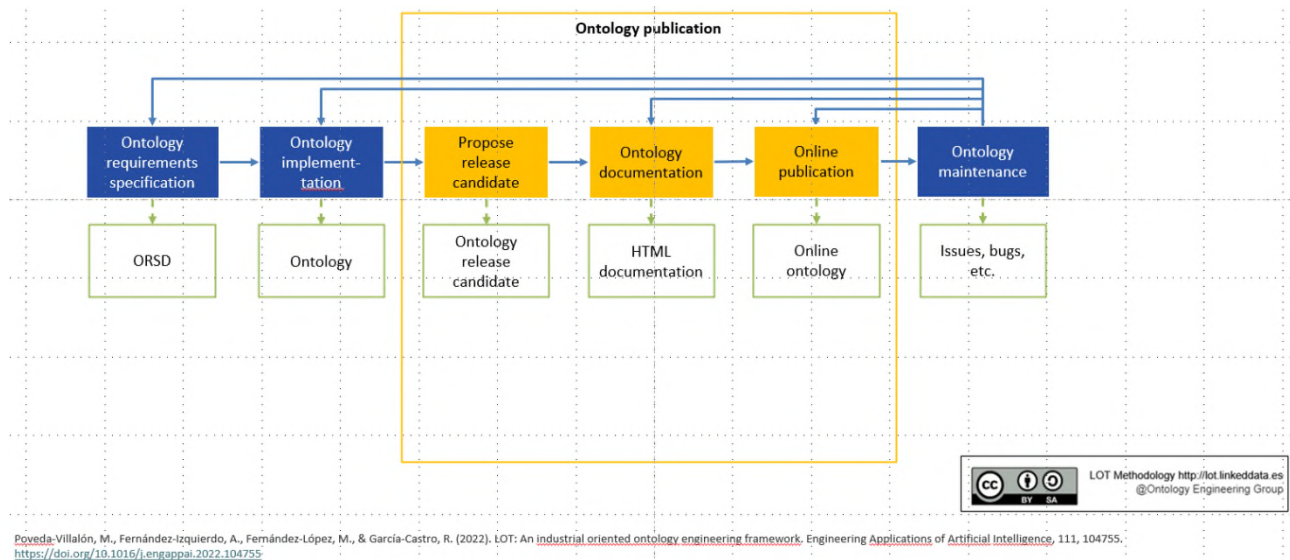 Ontology publication
Ontology
requirements
specification
Ontology
implemen-
tation
Propose
release
candidate
Ontology
documentation
Online
publication
Ontology
maintenance
ORSD
Ontology
Ontology
release
candidate
HTML
documentation
Online
ontology
Issues, bugs,
etc.
cc
BY SA
LOT Methodology http://lot.linkeddata.es
@Ontology Engineering Group
Poveda-Villalón, M., Fernández-Izquierdo, A., Fernández-López, M., & García-Castro, R. (2022). LOT: An industrial oriented ontology engineering framework. Engineering Applications of Artificial Intelligence, 111, 104755.
https://doi.org/10.1016/j.engappai.2022.104755